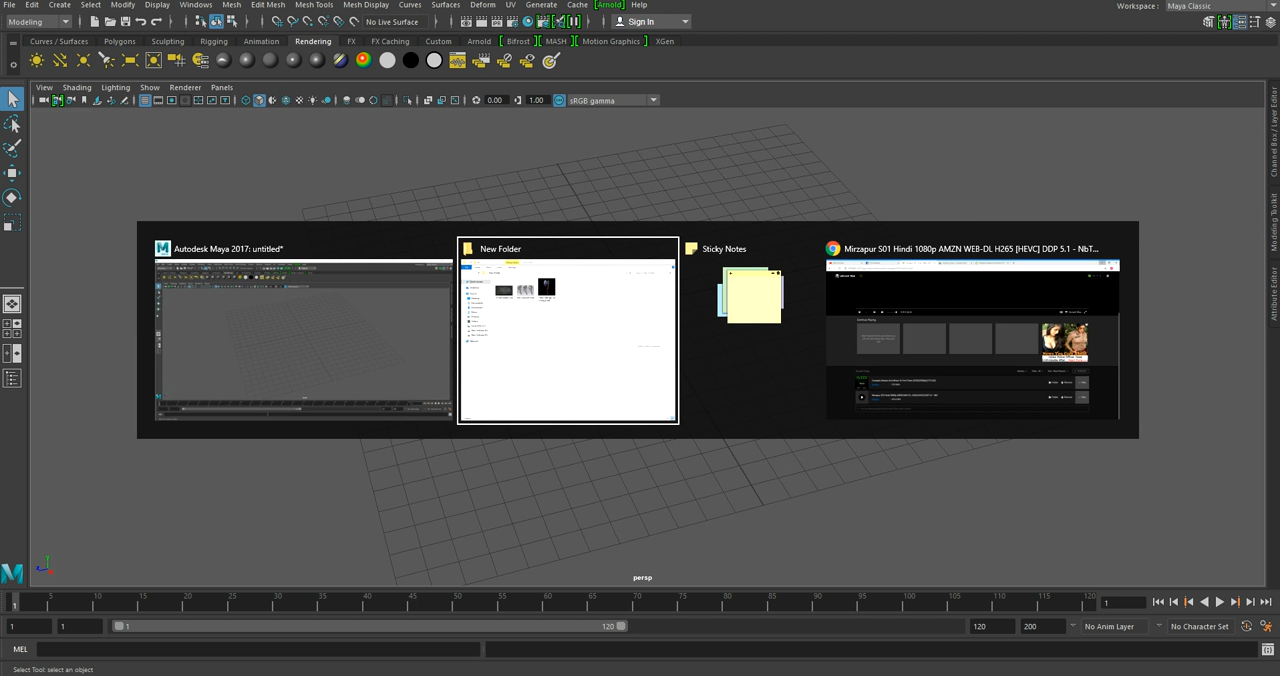 File Edit Create Select Modify Display Windows Mesh Edit Mesh Mesh Tools Mesh Display Curves Surfaces Deform UV Generate Cache [Arnold] Help Workspace : Maya Classic
Modeling No Live Surface Sign In
Curves / Surfaces Polygons Sculpting Rigging Animation Rendering FX FX Caching Custom Arnold [ Bifrost ] [ MASH ] [ Motion Graphics ] XGen
View Shading Lighting Show Renderer Panels
0.00 1.00 sRGB gamma
Channel Box / Layer Editor
Modeling Toolkit
Attribute Editor
Autodesk Maya 2017: untitled* New Folder Sticky Notes Mirzapur S01 Hindi 1080p AMZN WEB-DL H265 [HEVC] DDP 5.1 - NbT...
persp
1 5 10 15 20 25 30 35 40 45 50 55 60 65 70 75 80 85 90 95 100 105 110 115 120 1
1 1 1 120 120 200 No Anim Layer No Character Set
MEL
Select Tool: select an object